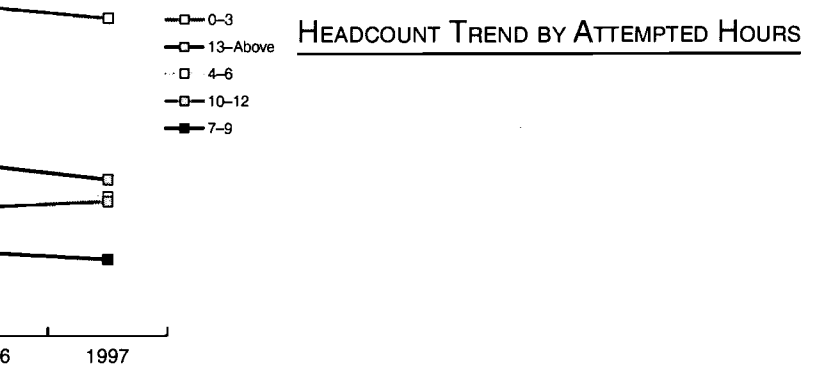 0–3
HEADCOUNT TREND BY ATTEMPTED HOURS
13–Above
4–6
10–12
7–9
6 1997